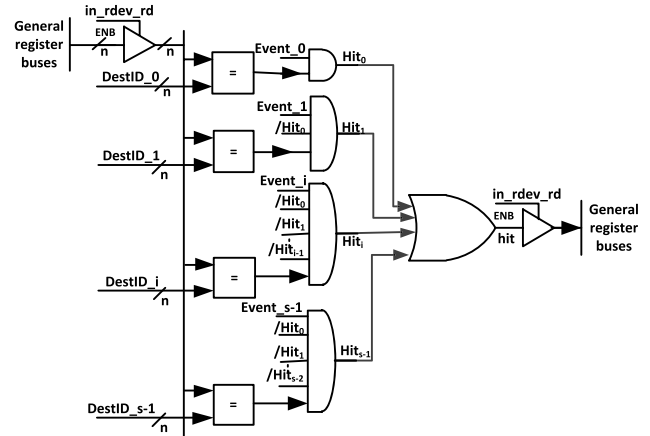 in_rdev_rd
General
register
buses
ENB
n
n
DestID_0
n
=
Event_0
Hit0
Event_1
/Hit0
Hit1
DestID_1
n
=
Event_i
/Hit0
/Hit1
/Hiti-1
Hiti
DestID_i
n
=
in_rdev_rd
ENB
hit
General
register
buses
Event_s-1
/Hit0
/Hit1
/Hits-2
Hits-1
DestID_s-1
n
=